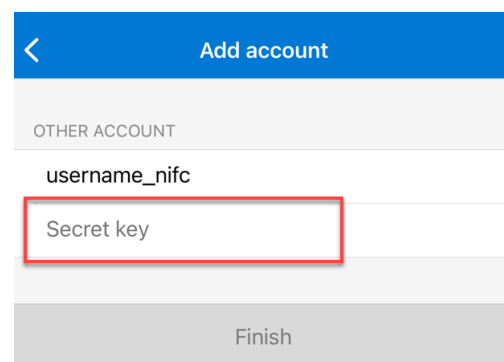 Add account
OTHER ACCOUNT
username_nifc
Secret key
Finish